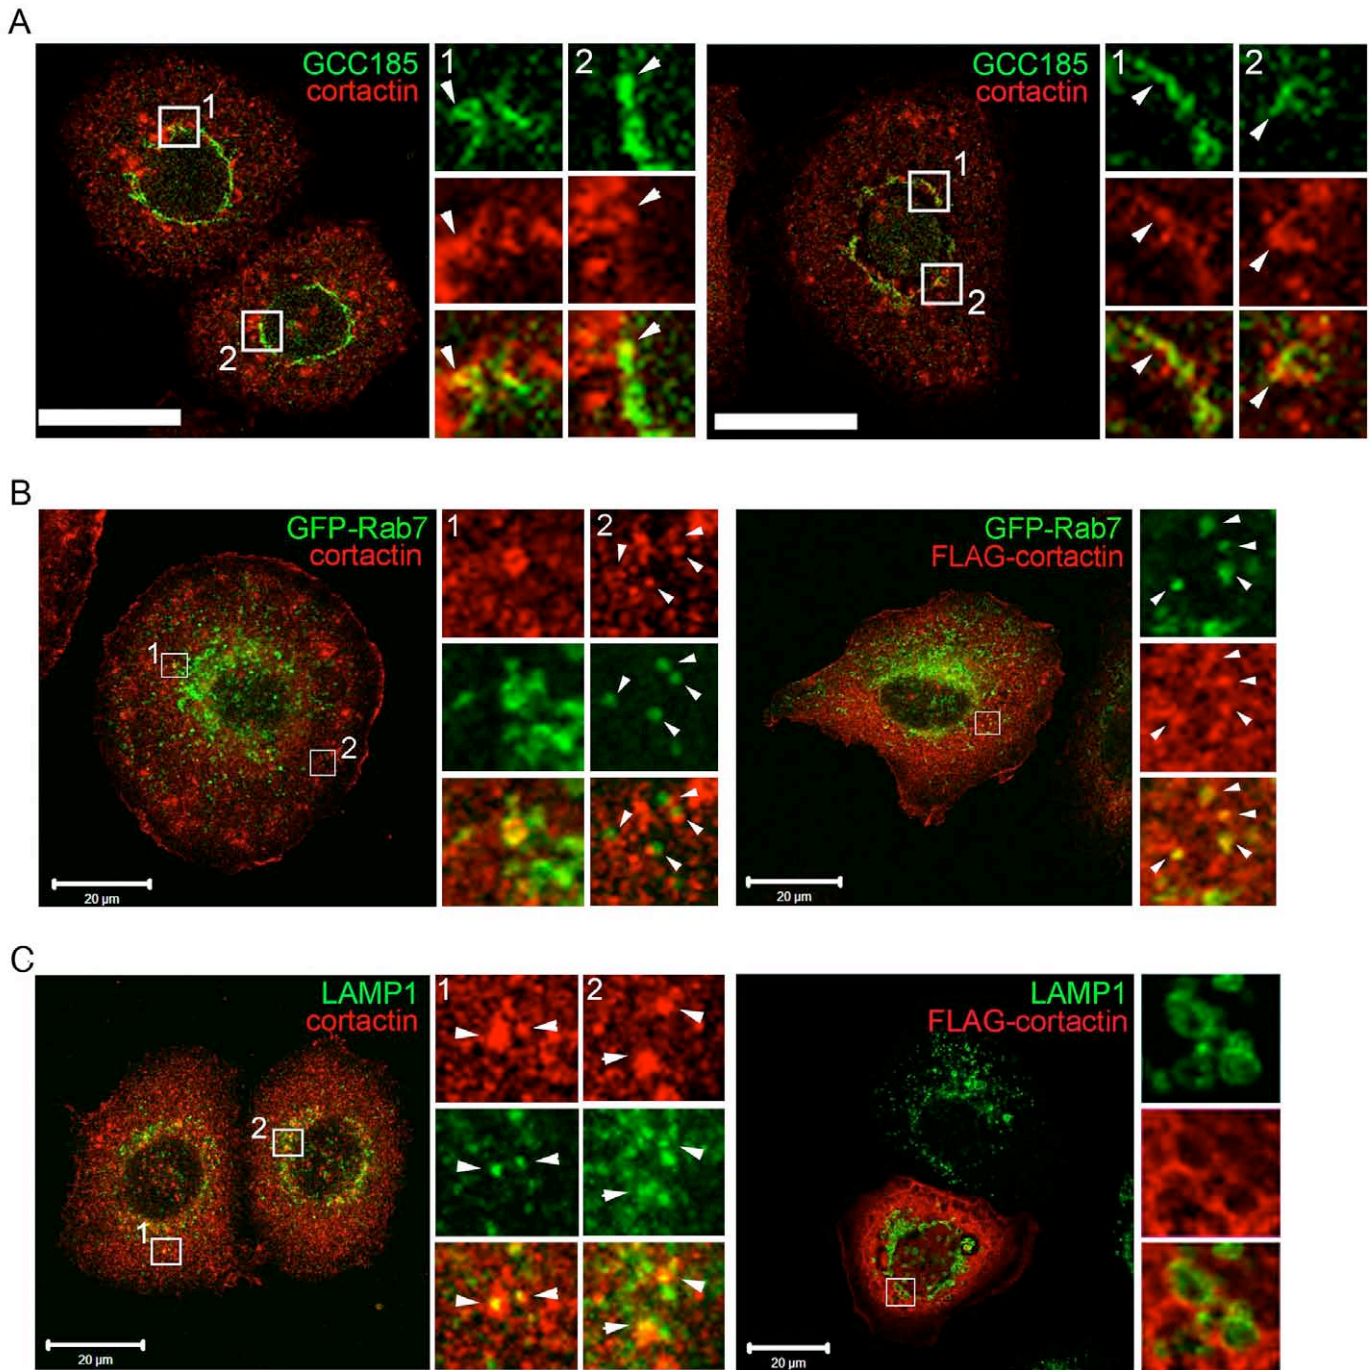 A
GCC185
cortactin
1
2
1
2
GCC185
cortactin
1
2
1
2
B
GFP-Rab7
cortactin
1
2
1
2
20 µm
GFP-Rab7
FLAG-cortactin
20 µm
C
LAMP1
cortactin
1
2
1
2
20 µm
LAMP1
FLAG-cortactin
20 µm